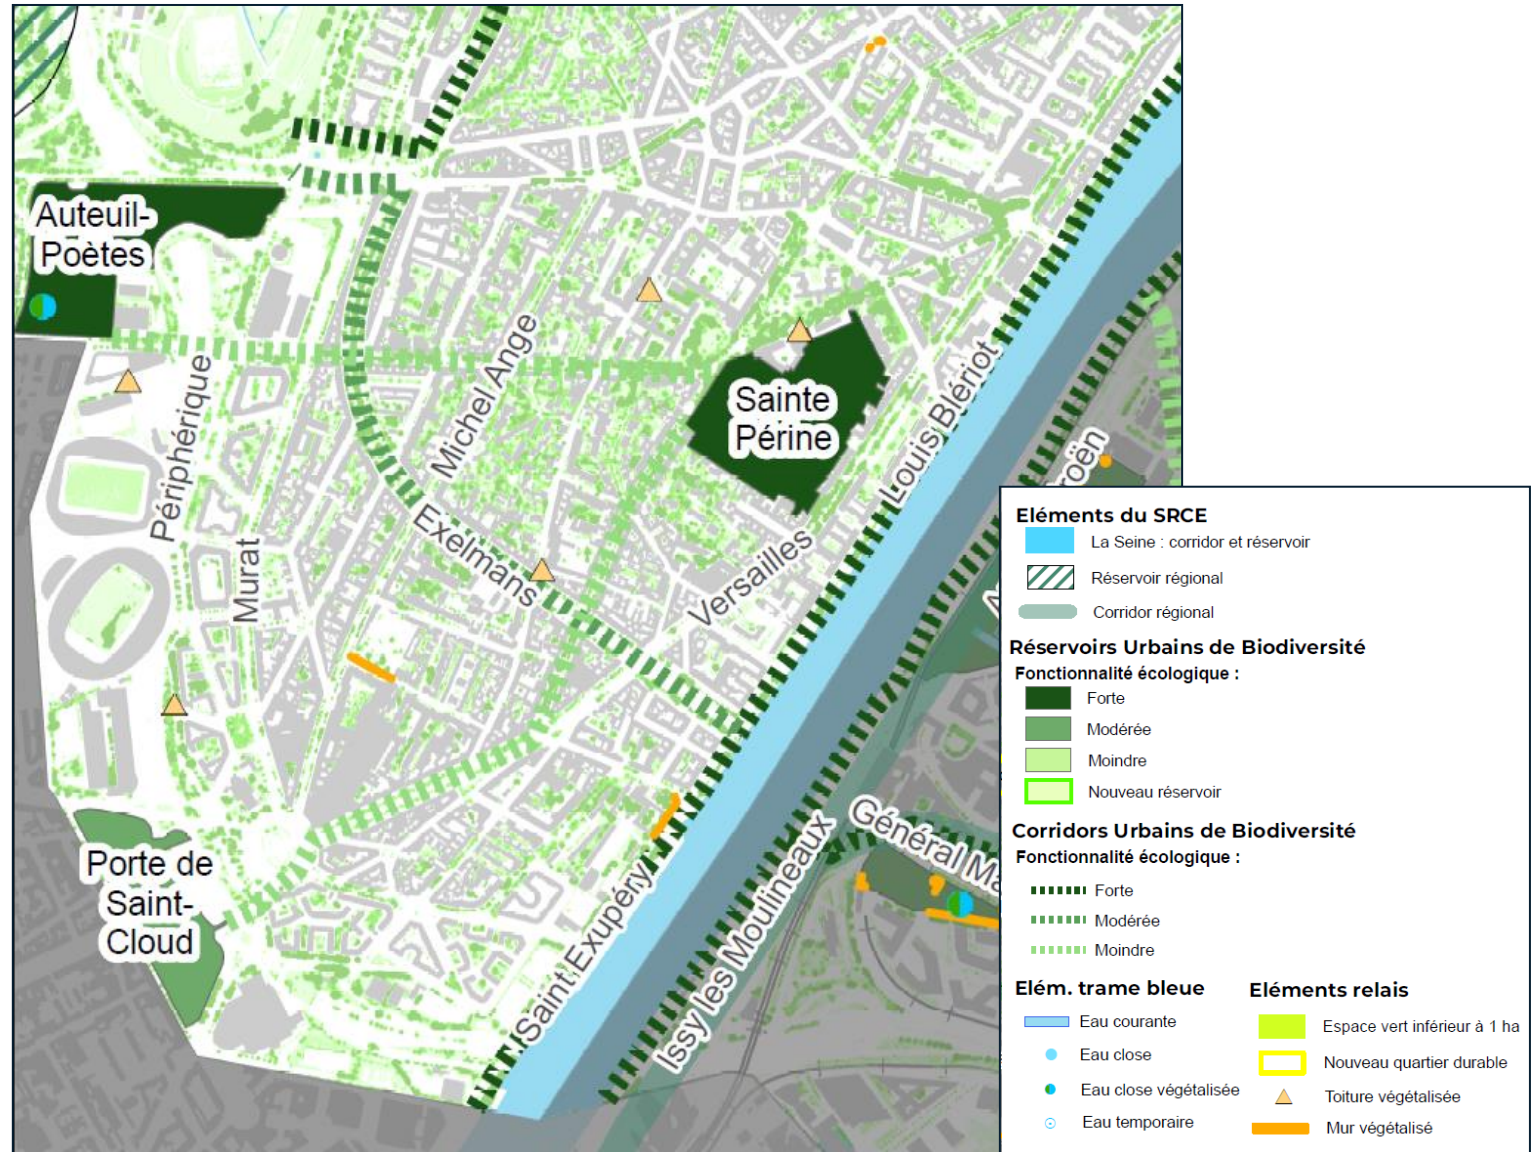 Auteuil-
Poètes
Périphérique
Murat
Michel Ange
Exelmans
Sainte
Périne
Louis Blériot
Versailles
Porte de
Saint-
Cloud
Saint Exupéry
Issy les Moulineaux
Général Ma
roën
Eléments du SRCE
La Seine : corridor et réservoir
Réservoir régional
Corridor régional
Réservoirs Urbains de Biodiversité
Fonctionnalité écologique :
Forte
Modérée
Moindre
Nouveau réservoir
Corridors Urbains de Biodiversité
Fonctionnalité écologique :
Forte
Modérée
Moindre
Elém. trame bleue
Eau courante
Eau close
Eau close végétalisée
Eau temporaire
Eléments relais
Espace vert inférieur à 1 ha
Nouveau quartier durable
Toiture végétalisée
Mur végétalisé